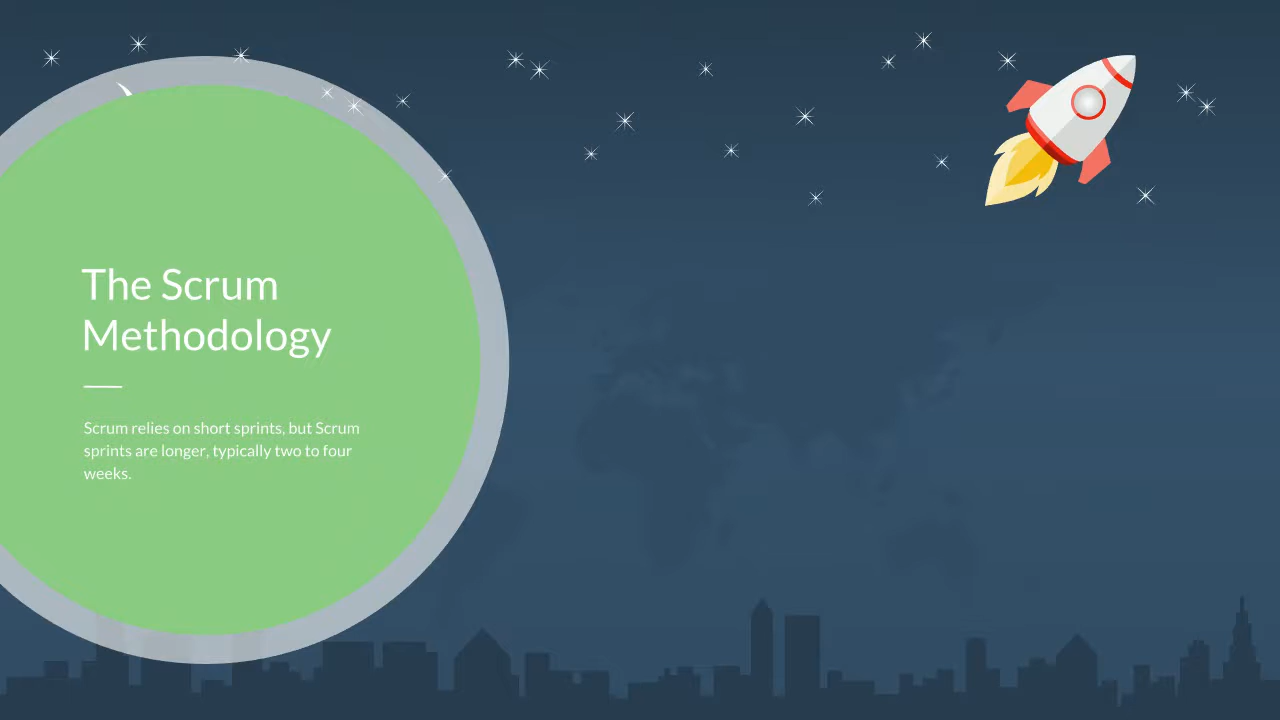 The Scrum
Methodology
Scrum relies on short sprints, but Scrum
sprints are longer, typically two to four
weeks.